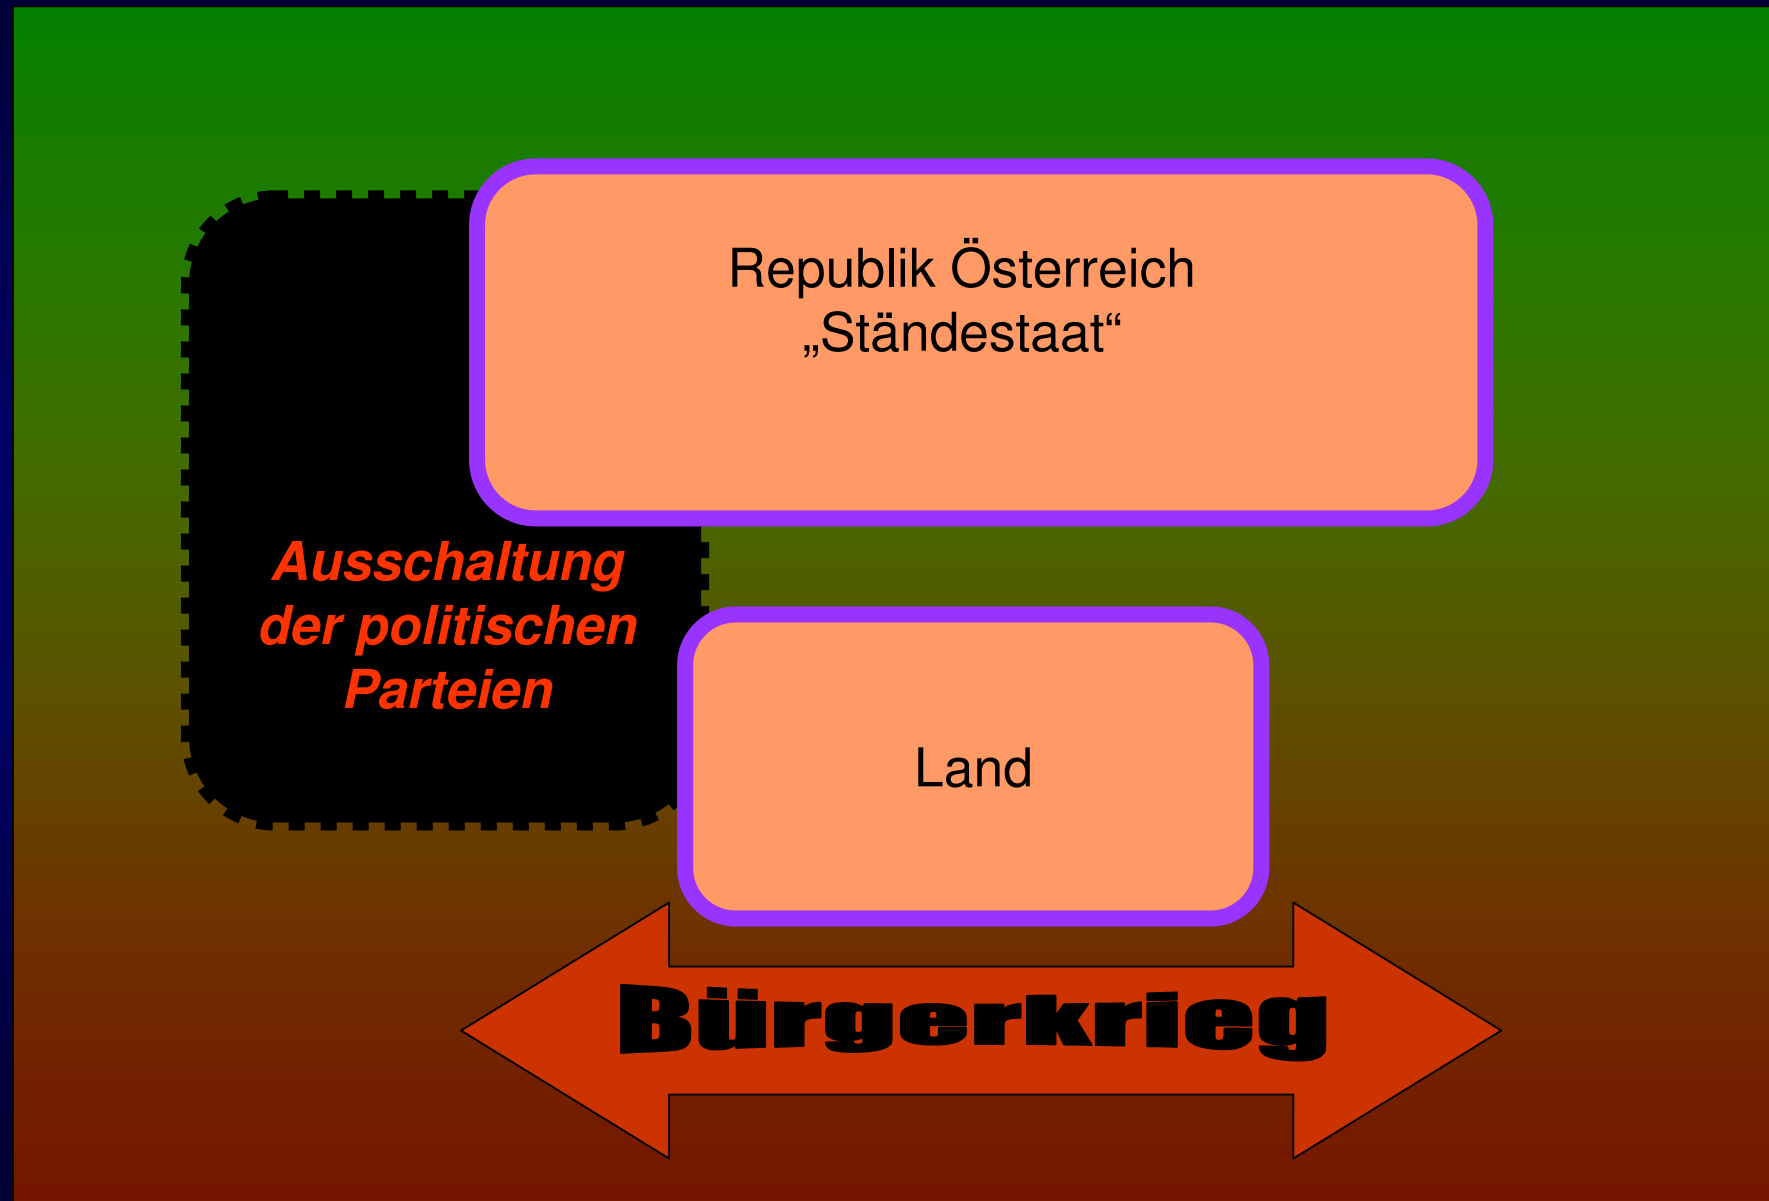 Republik Österreich
„Ständestaat“
Ausschaltung
der politischen
Parteien
Land
Bürgerkrieg